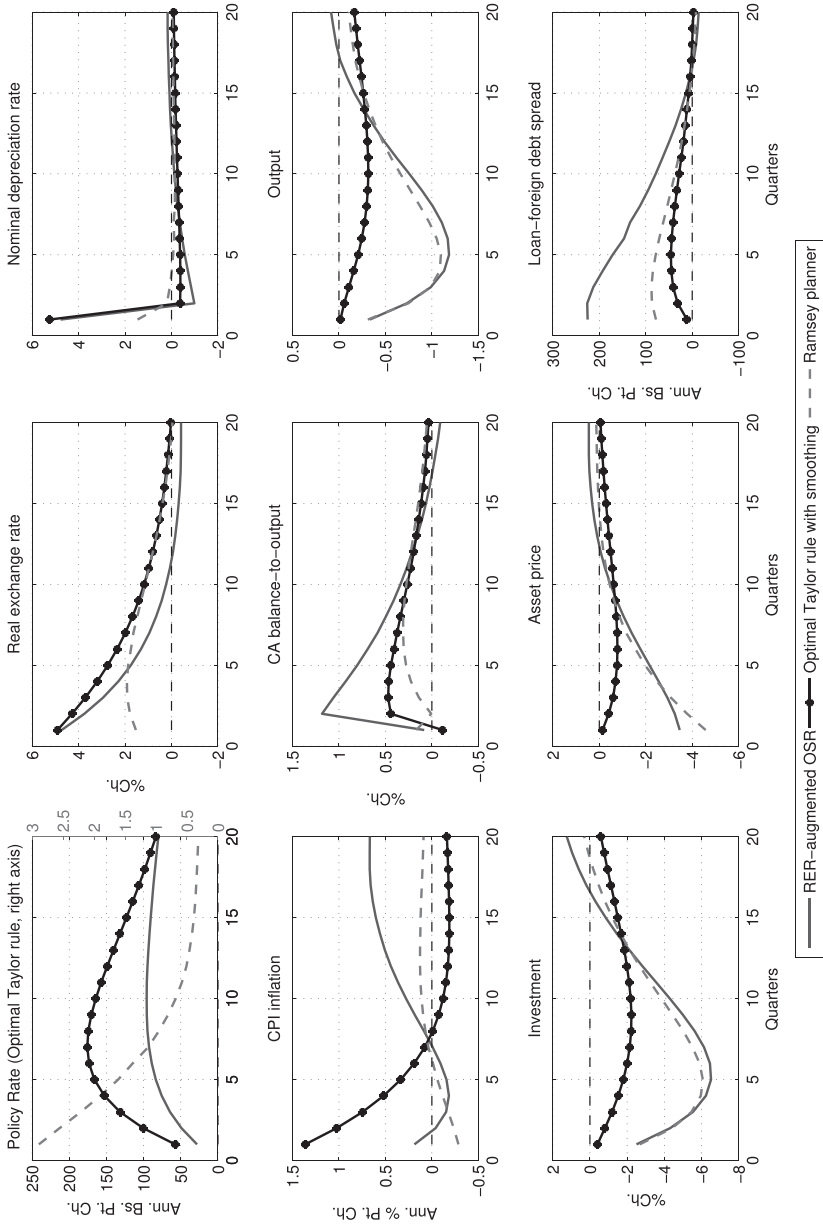 Policy Rate (Optimal Taylor rule, right axis)
Ann. Bs. Pt. Ch.
250
200
150
100
50
0
3
2.5
2
1.5
1
0.5
0
0 5 10 15 20
Real exchange rate
%Ch.
6
4
2
0
−2
0 5 10 15 20
Nominal depreciation rate
6
4
2
0
−2
0 5 10 15 20
CPI inflation
Ann. % Pt. Ch.
1.5
1
0.5
0
−0.5
0 5 10 15 20
CA balance−to−output
%Ch.
1.5
1
0.5
0
−0.5
0 5 10 15 20
Output
0.5
0
−0.5
−1
−1.5
0 5 10 15 20
Investment
%Ch.
2
0
−2
−4
−6
−8
0 5 10 15 20
Quarters
Asset price
2
0
−2
−4
−6
0 5 10 15 20
Quarters
Loan−foreign debt spread
Ann. Bs. Pt. Ch.
300
200
100
0
−100
0 5 10 15 20
Quarters
RER−augmented OSR Optimal Taylor rule with smoothing Ramsey planner